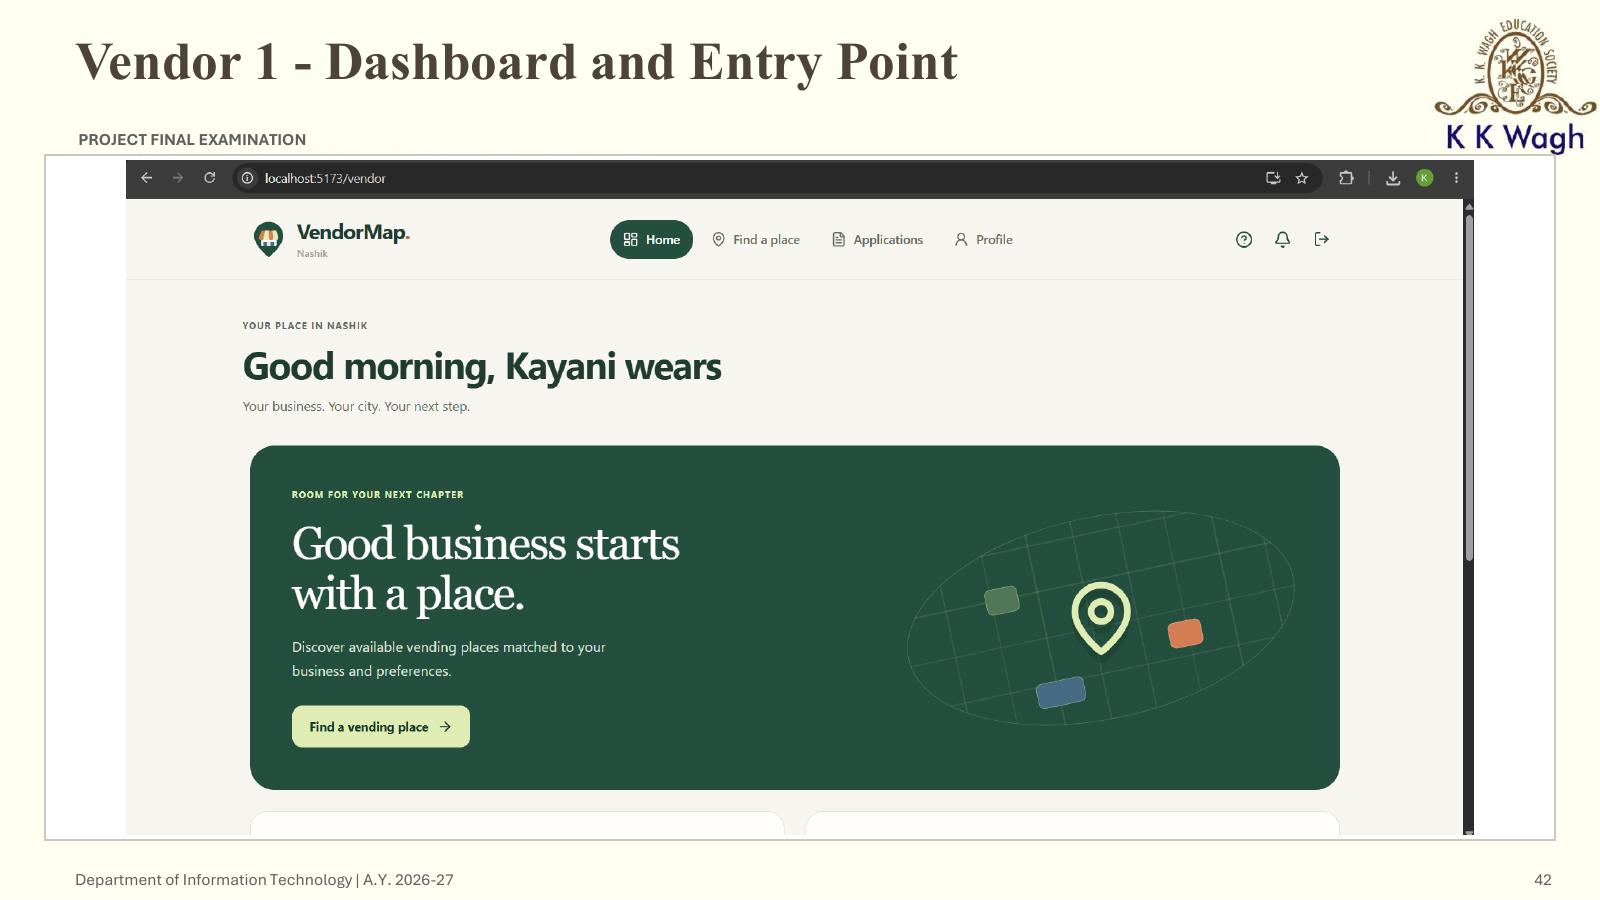 Vendor 1 - Dashboard and Entry Point
K. K. WAGH EDUCATION SOCIETY
K K Wagh
PROJECT FINAL EXAMINATION
localhost:5173/vendor
K
VendorMap.
Nashik
Home
Find a place
Applications
Profile
YOUR PLACE IN NASHIK
Good morning, Kayani wears
Your business. Your city. Your next step.
ROOM FOR YOUR NEXT CHAPTER
Good business starts
with a place.
Discover available vending places matched to your
business and preferences.
Find a vending place
Department of Information Technology | A.Y. 2026-27
42